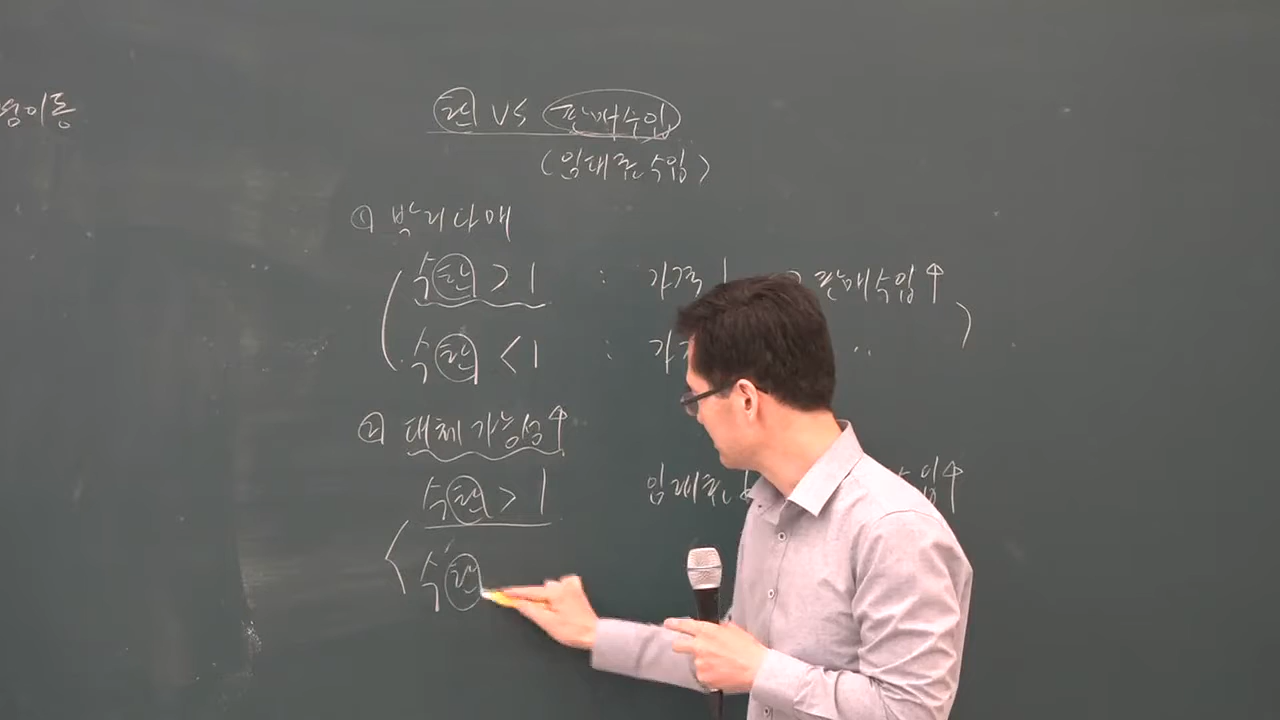 이동
탄 VS 판매수입
(임대료 수입)
① 박리다매
수탄 > 1 : 가격 판매수입↑
수탄 < 1 : 가
② 대체가능성↑
수탄 > 1 임대료 수입↑
수탄